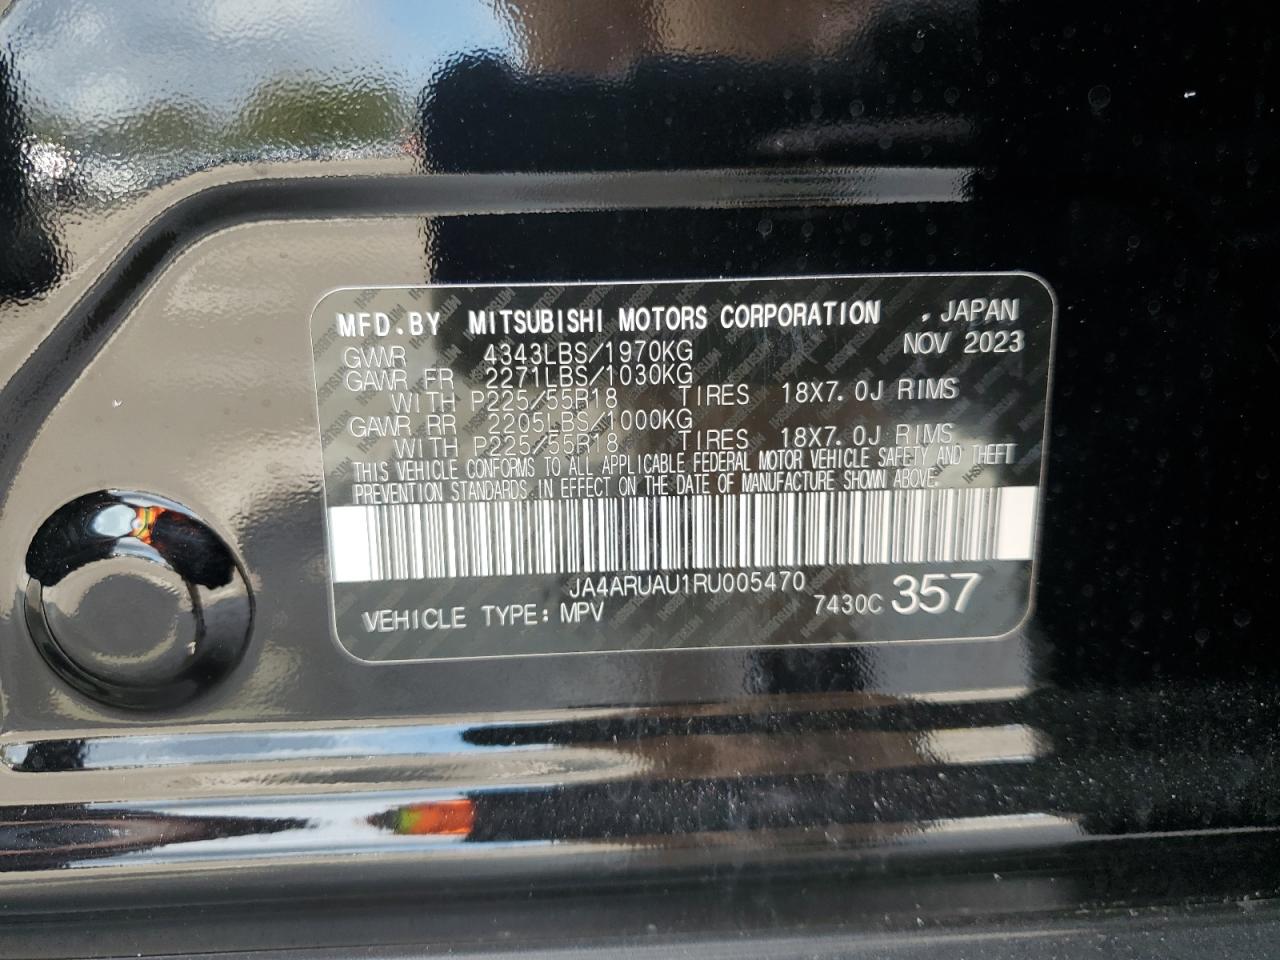 MFD.BY MITSUBISHI MOTORS CORPORATION , JAPAN
NOV 2023
GVWR 4343LBS/1970KG
GAWR FR 2271LBS/1030KG
WITH P225/55R18 TIRES 18X7.0J RIMS
GAWR RR 2205LBS/1000KG
WITH P225/55R18 TIRES 18X7.0J RIMS
THIS VEHICLE CONFORMS TO ALL APPLICABLE FEDERAL MOTOR VEHICLE SAFETY AND THEFT
PREVENTION STANDARDS IN EFFECT ON THE DATE OF MANUFACTURE SHOWN ABOVE.
JA4ARUAU1RU005470
VEHICLE TYPE: MPV 7430C 357